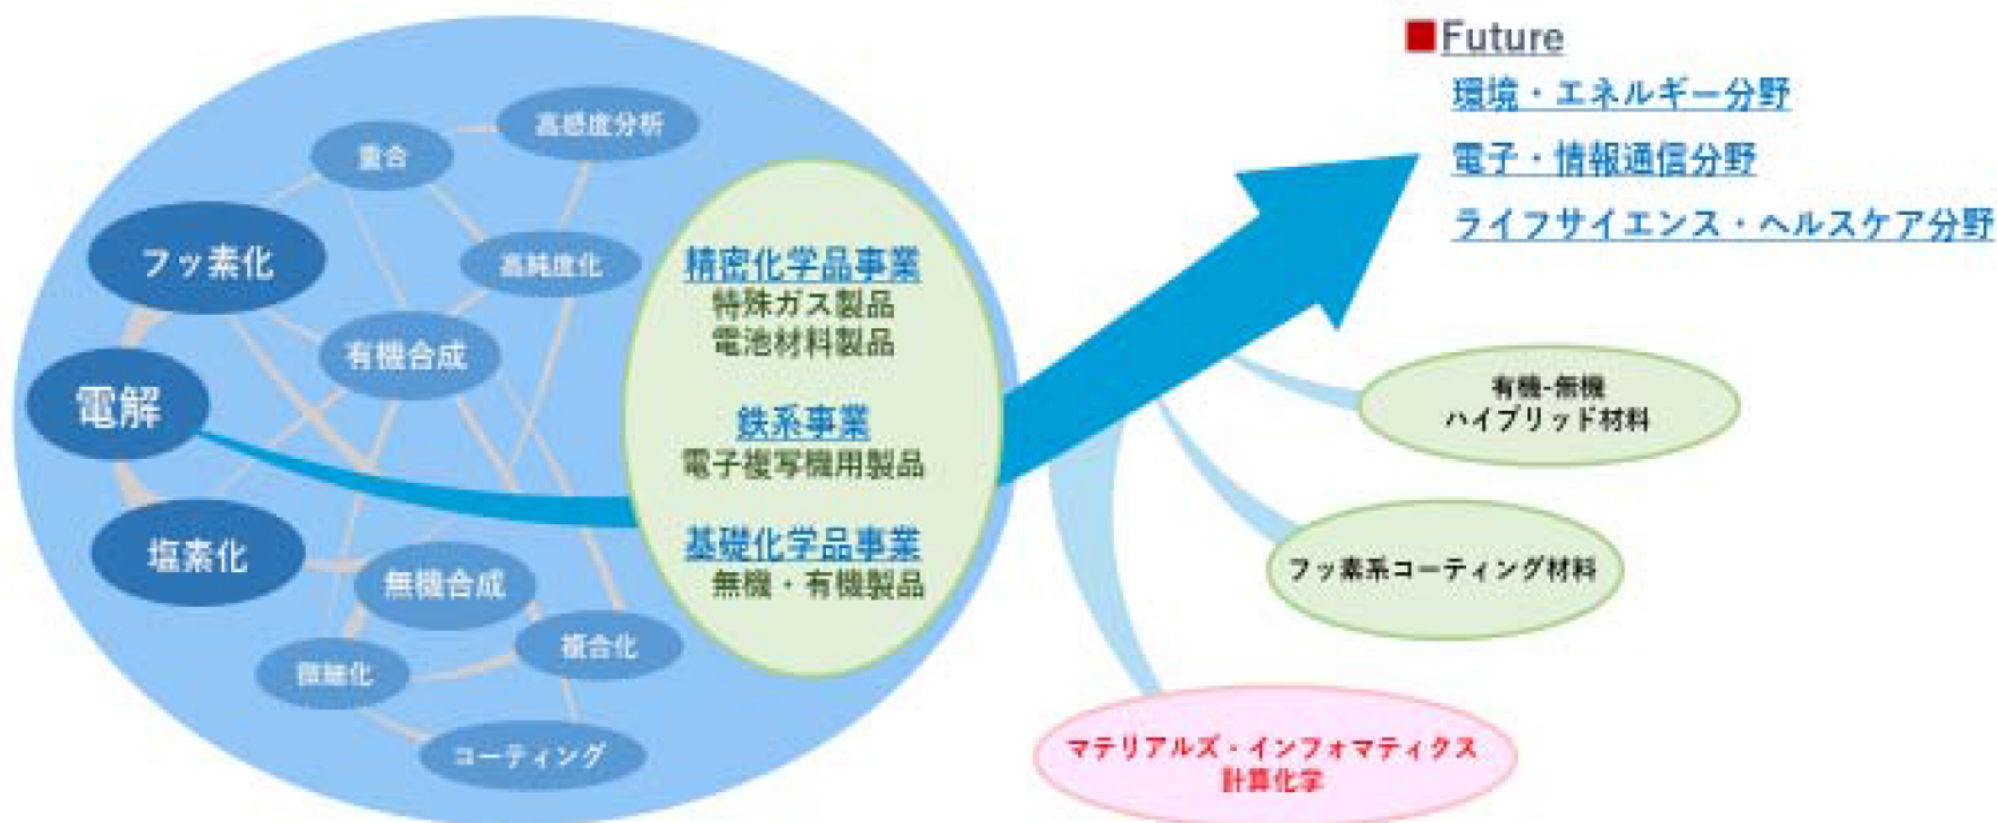 Future
環境・エネルギー分野
電子・情報通信分野
ライフサイエンス・ヘルスケア分野
高感度分析
重合
フッ素化
高純度化
有機合成
電解
塩素化
無機合成
複合化
微細化
コーティング
精密化学品事業
特殊ガス製品
電池材料製品
鉄系事業
電子複写機用製品
基礎化学品事業
無機・有機製品
有機-無機
ハイブリッド材料
フッ素系コーティング材料
マテリアルズ・インフォマティクス
計算化学